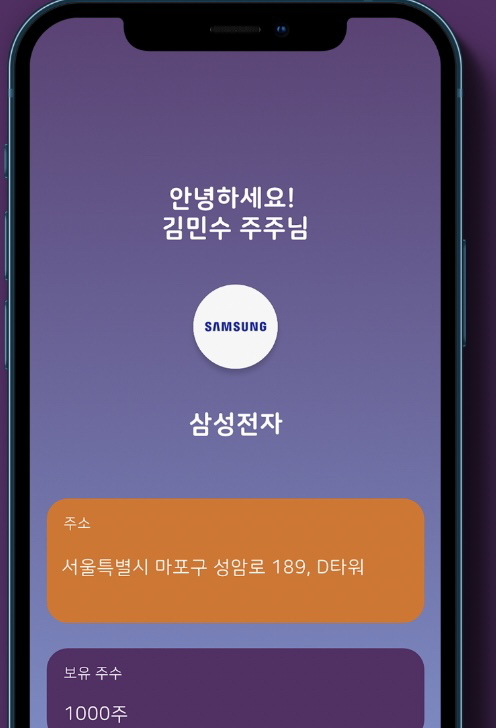 안녕하세요!
김민수 주주님
SAMSUNG
삼성전자
주소
서울특별시 마포구 성암로 189, D타워
보유 주수
1000주